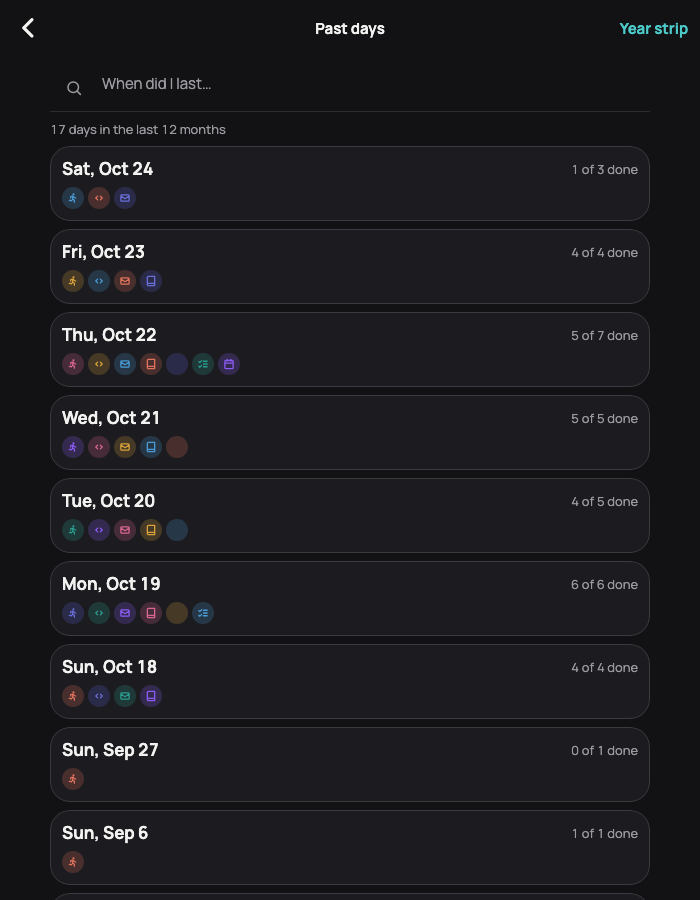 Past days
Year strip
When did I last...
17 days in the last 12 months
Sat, Oct 24
1 of 3 done
Fri, Oct 23
4 of 4 done
Thu, Oct 22
5 of 7 done
Wed, Oct 21
5 of 5 done
Tue, Oct 20
4 of 5 done
Mon, Oct 19
6 of 6 done
Sun, Oct 18
4 of 4 done
Sun, Sep 27
0 of 1 done
Sun, Sep 6
1 of 1 done